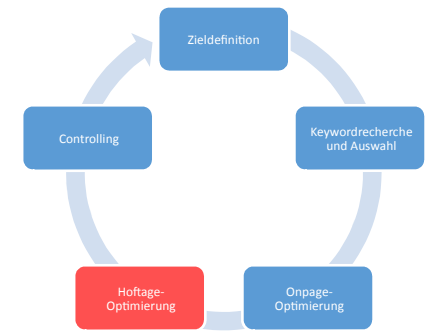 Zieldefinition
Keywordrecherche
und Auswahl
Onpage-
Optimierung
Hoftage-
Optimierung
Controlling